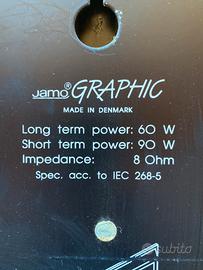 Jamo® GRAPHIC
MADE IN DENMARK
Long term power: 60 W
Short term power: 90 W
Impedance: 8 Ohm
Spec. acc. to IEC 268-5
subito